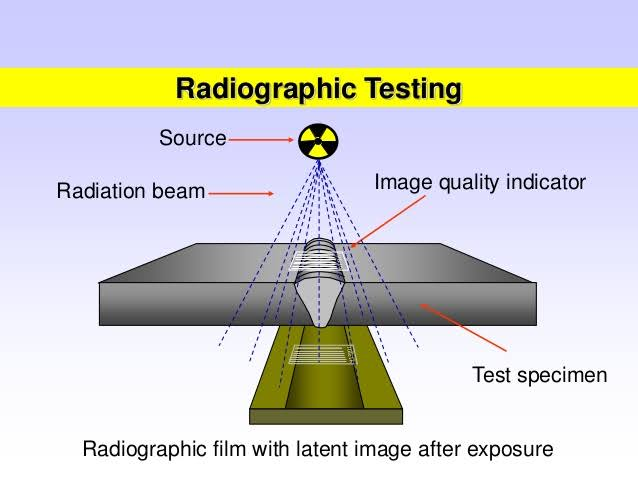 Radiographic Testing
Source
Radiation beam
Image quality indicator
Test specimen
Radiographic film with latent image after exposure